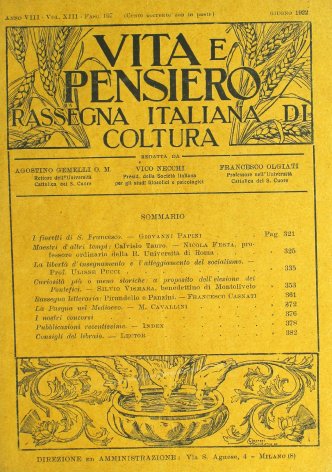 ANNO VIII - VOL. XIII - FASC. 107 (Conto corrente con la posta) GIUGNO 1922
VITA E
PENSIERO
RASSEGNA ITALIANA DI
COLTURA
REDATTA DA
AGOSTINO GEMELLI O. M. VICO NECCHI FRANCESCO OLGIATI
Rettore dell'Università Presid. della Società Italiana Professore nell'Università
Cattolica del S. Cuore per gli studi filosofici e psicologici Cattolica del S. Cuore
SOMMARIO
I fioretti di S. Francesco. — GIOVANNI PAPINI Pag. 321
Maestri d'altri tempi: Calvisio Tauro. — NICOLA FESTA, pro-
fessore ordinario della R. Università di Roma 325
La libertà d'insegnamento e l'atteggiamento del socialismo. —
Prof. ULISSE PUCCI 335
Curiosità più o meno storiche: a proposito dell'elezione dei
Pontefici. — SILVIO VISMARA, benedettino di Montoliveto 353
Rassegna letteraria: Pirandello e Panzini. — FRANCESCO CASNATI 361
La Pasqua nel Medioevo. — M. CAVALLINI 372
I nostri concorsi 376
Pubblicazioni recentissime. — INDEX 378
Consigli del libraio. — LECTOR 382
DIREZIONE ED AMMINISTRAZIONE: VIA S. AGNESE, 4 - MILANO (8)